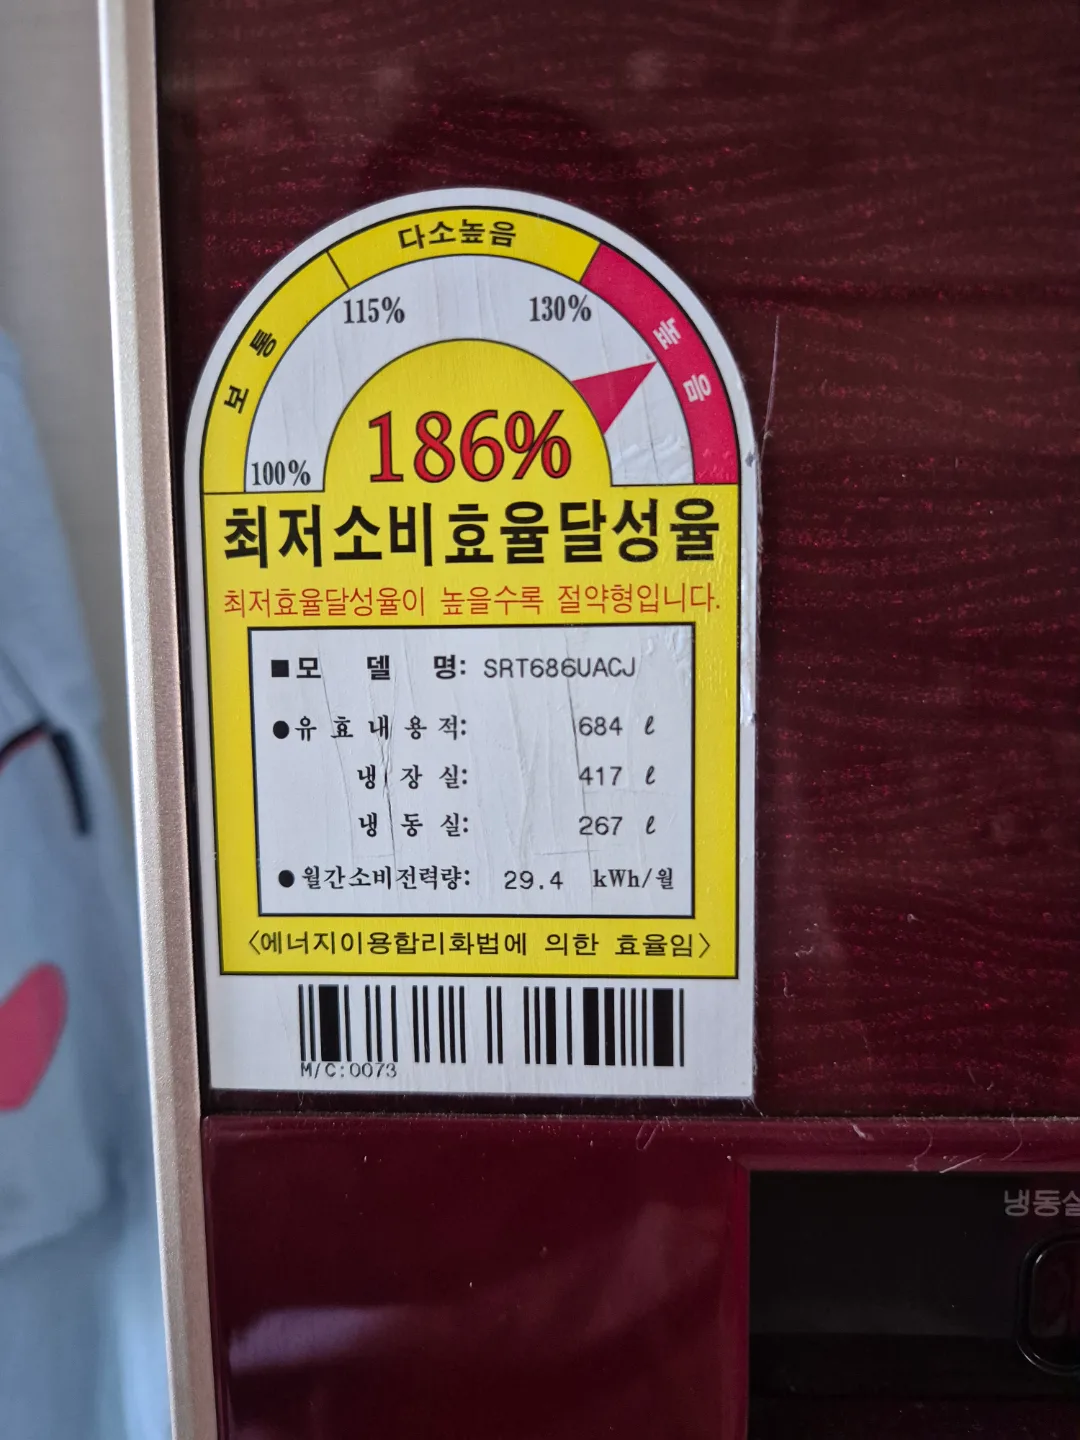 다소높음
보통
높음
115%
130%
100%
186%
최저소비효율달성율
최저효율달성율이 높을수록 절약형입니다.
■모 델 명: SRT686UACJ
●유효내용적: 684 ℓ
냉장실: 417 ℓ
냉동실: 267 ℓ
●월간소비전력량: 29.4 kWh/월
<에너지이용합리화법에 의한 효율임>
M/C:0073
냉동실